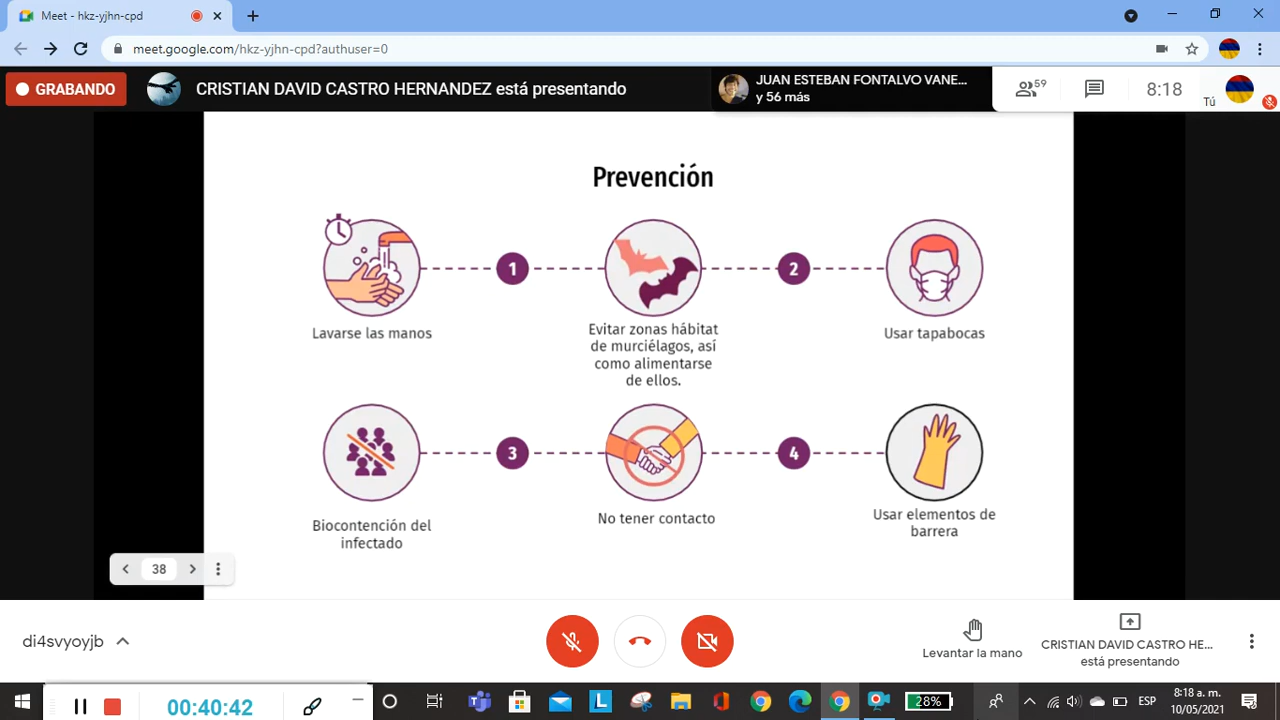 Meet - hkz-yjhn-cpd
meet.google.com/hkz-yjhn-cpd?authuser=0
GRABANDO
CRISTIAN DAVID CASTRO HERNANDEZ está presentando
JUAN ESTEBAN FONTALVO VANE...
y 56 más
59
8:18
Tú
Prevención
1
2
Lavarse las manos
Evitar zonas hábitat
de murciélagos, así
como alimentarse
de ellos.
Usar tapabocas
3
4
Biocontención del
infectado
No tener contacto
Usar elementos de
barrera
38
di4svyoyjb
Levantar la mano
CRISTIAN DAVID CASTRO HE...
está presentando
00:40:42
L
28%
ESP
8:18 a. m.
10/05/2021